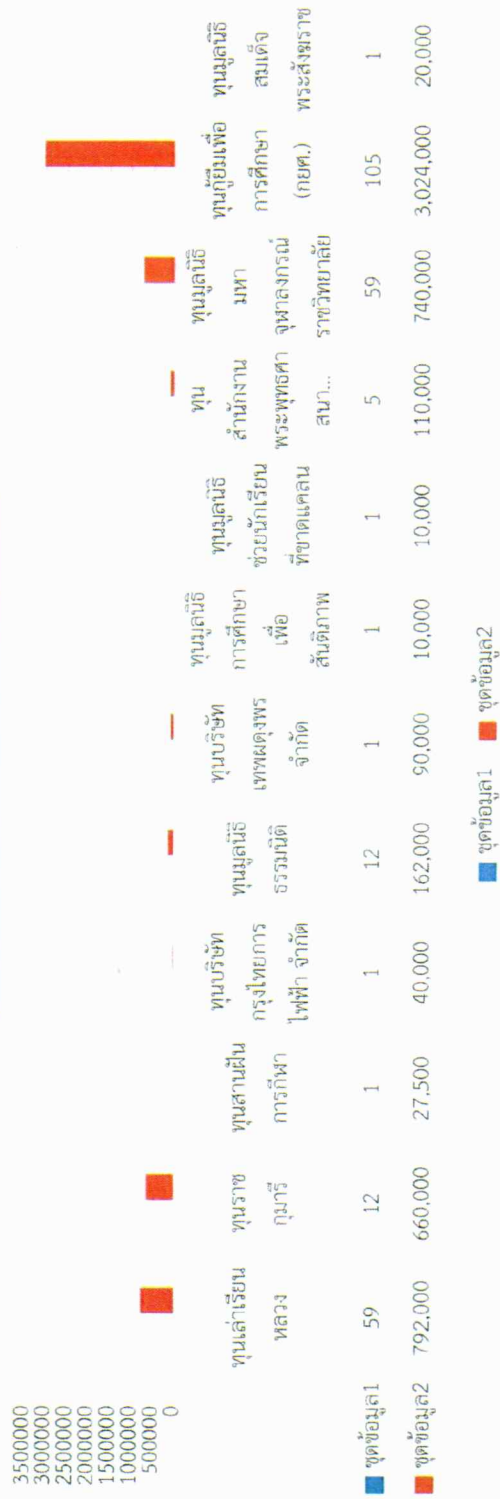 3500000
3000000
2500000
2000000
1500000
1000000
500000
0
ทุนเล่าเรียน
หลวง
ทุนราช
กุมารี
ทุนสานฝัน
การกีฬา
ทุนบริษัท
กรุงไทยการ
ไฟฟ้า จำกัด
ทุนมูลนิธิ
ธรรมนิติ
ทุนบริษัท
เทพผดุงพร
จำกัด
ทุนมูลนิธิ
การศึกษา
เพื่อ
สันติภาพ
ทุนมูลนิธิ
ช่วยนักเรียน
ที่ขาดแคลน
ทุน
สำนักงาน
พระพุทธศา
สนา...
ทุนมูลนิธิ
มหา
จุฬาลงกรณ์
ราชวิทยาลัย
ทุนกู้ยืมเพื่อ
การศึกษา
(กยศ.)
ทุนมูลนิธิ
สมเด็จ
พระสังฆราช
ชุดข้อมูล1 59 12 1 1 12 1 1 1 5 59 105 1
ชุดข้อมูล2 792,000 660,000 27,500 40,000 162,000 90,000 10,000 10,000 110,000 740,000 3,024,000 20,000
ชุดข้อมูล1 ชุดข้อมูล2